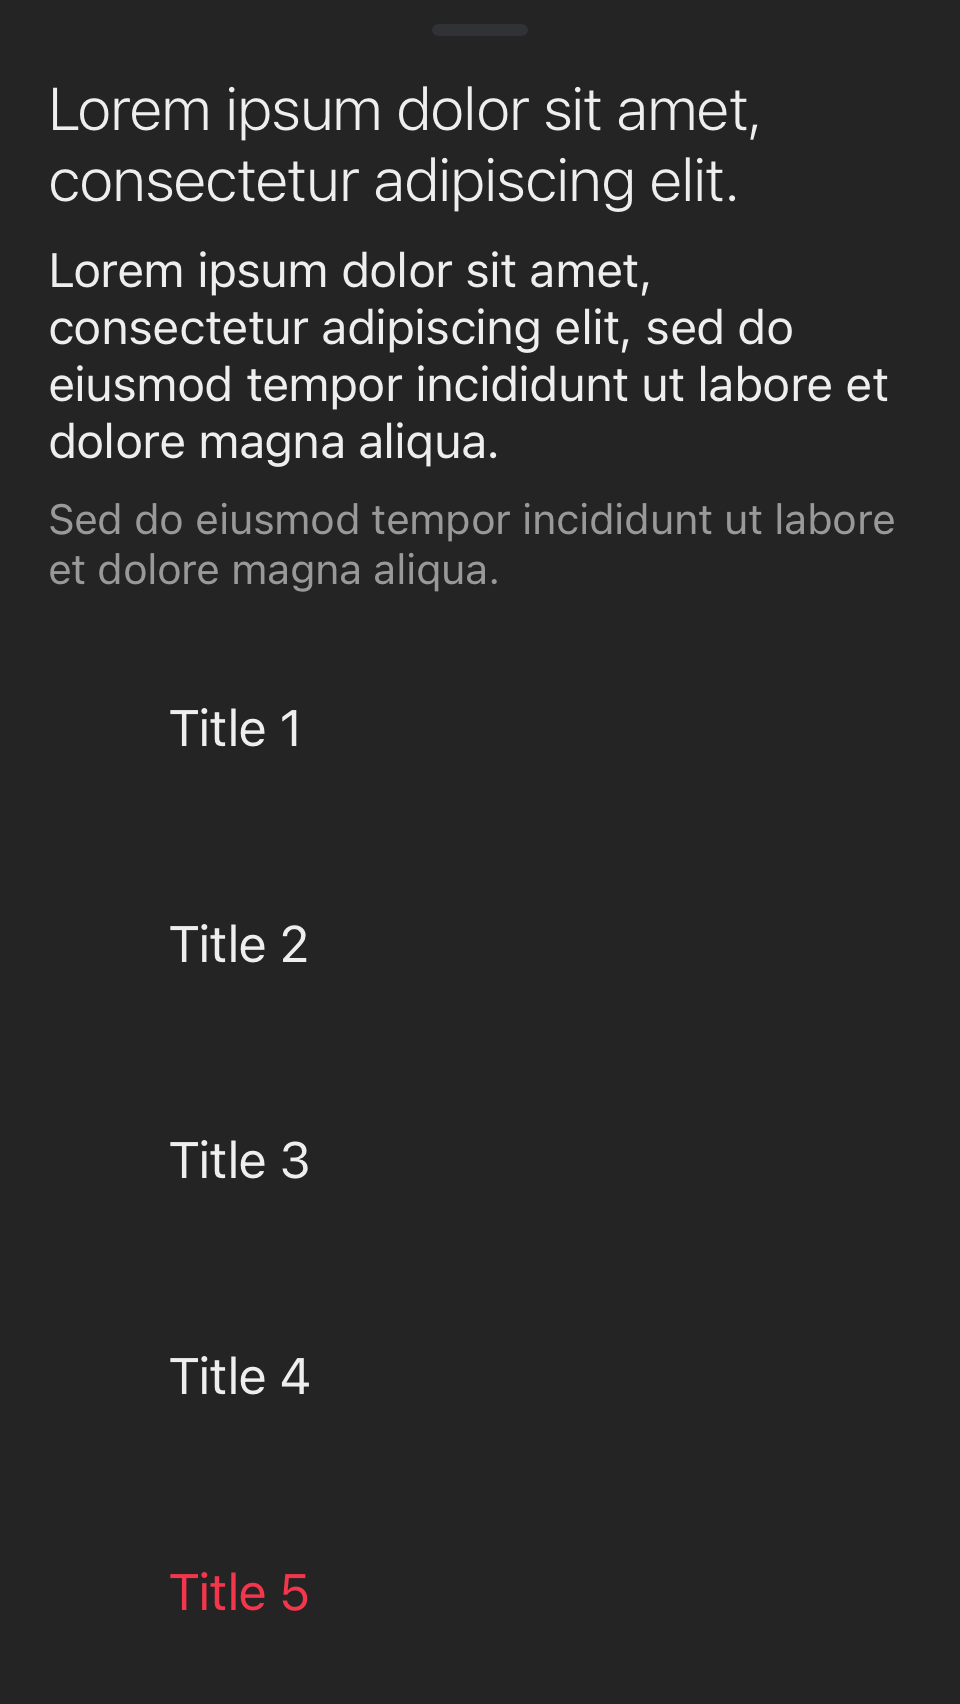 Lorem ipsum dolor sit amet,
consectetur adipiscing elit.
Lorem ipsum dolor sit amet,
consectetur adipiscing elit, sed do
eiusmod tempor incididunt ut labore et
dolore magna aliqua.
Sed do eiusmod tempor incididunt ut labore
et dolore magna aliqua.
Title 1
Title 2
Title 3
Title 4
Title 5